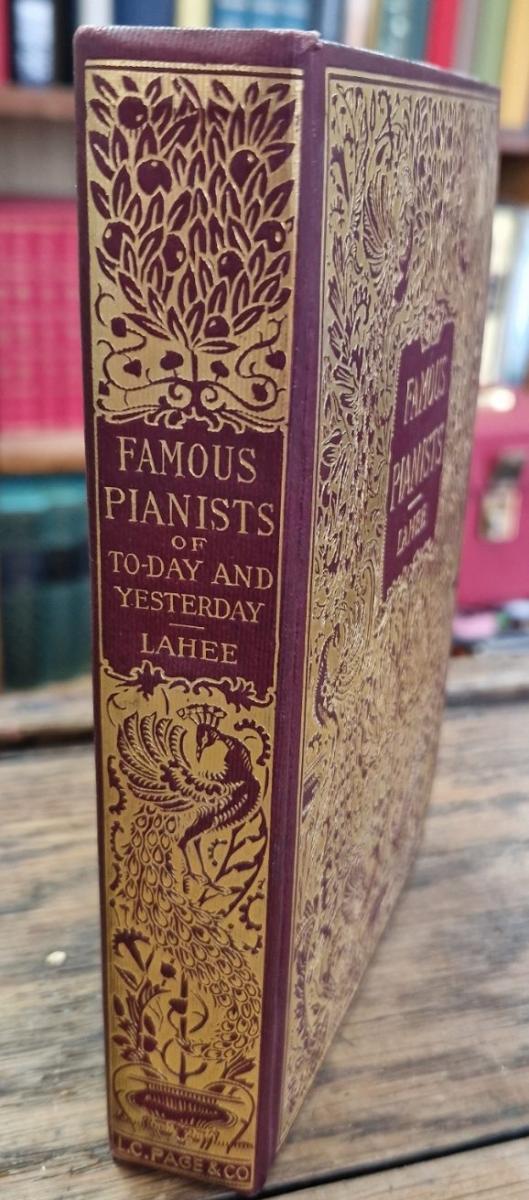 FAMOUS
PIANISTS
OF
TO-DAY AND
YESTERDAY
LAHEE
L.C. PAGE & CO
FAMOUS
PIANISTS
LAHEE